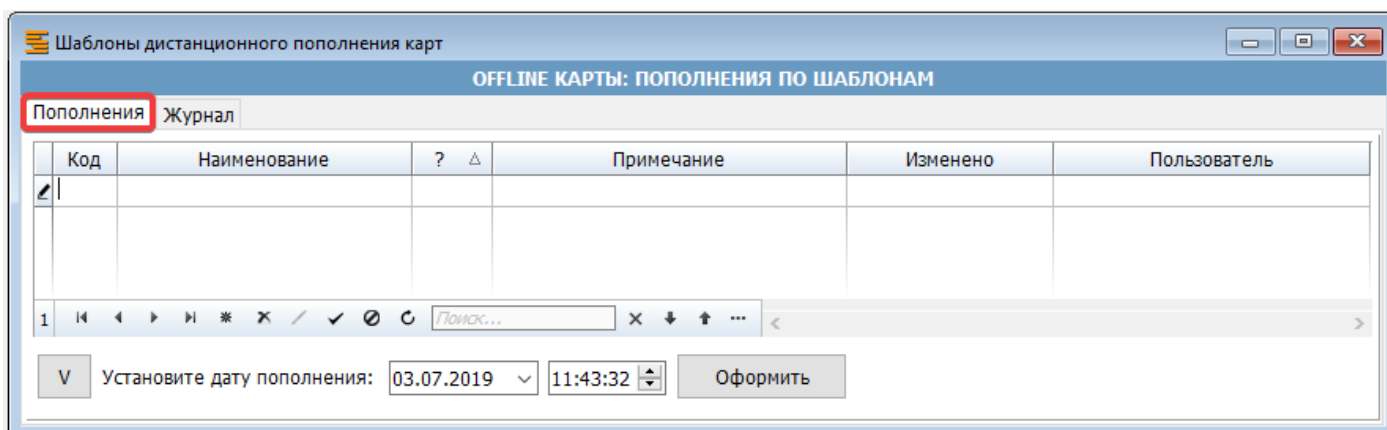 Шаблоны дистанционного пополнения карт
OFFLINE КАРТЫ: ПОПОЛНЕНИЯ ПО ШАБЛОНАМ
Пополнения Журнал
Код Наименование ? Примечание Изменено Пользователь
1 Поиск...
V Установите дату пополнения: 03.07.2019 11:43:32 Оформить